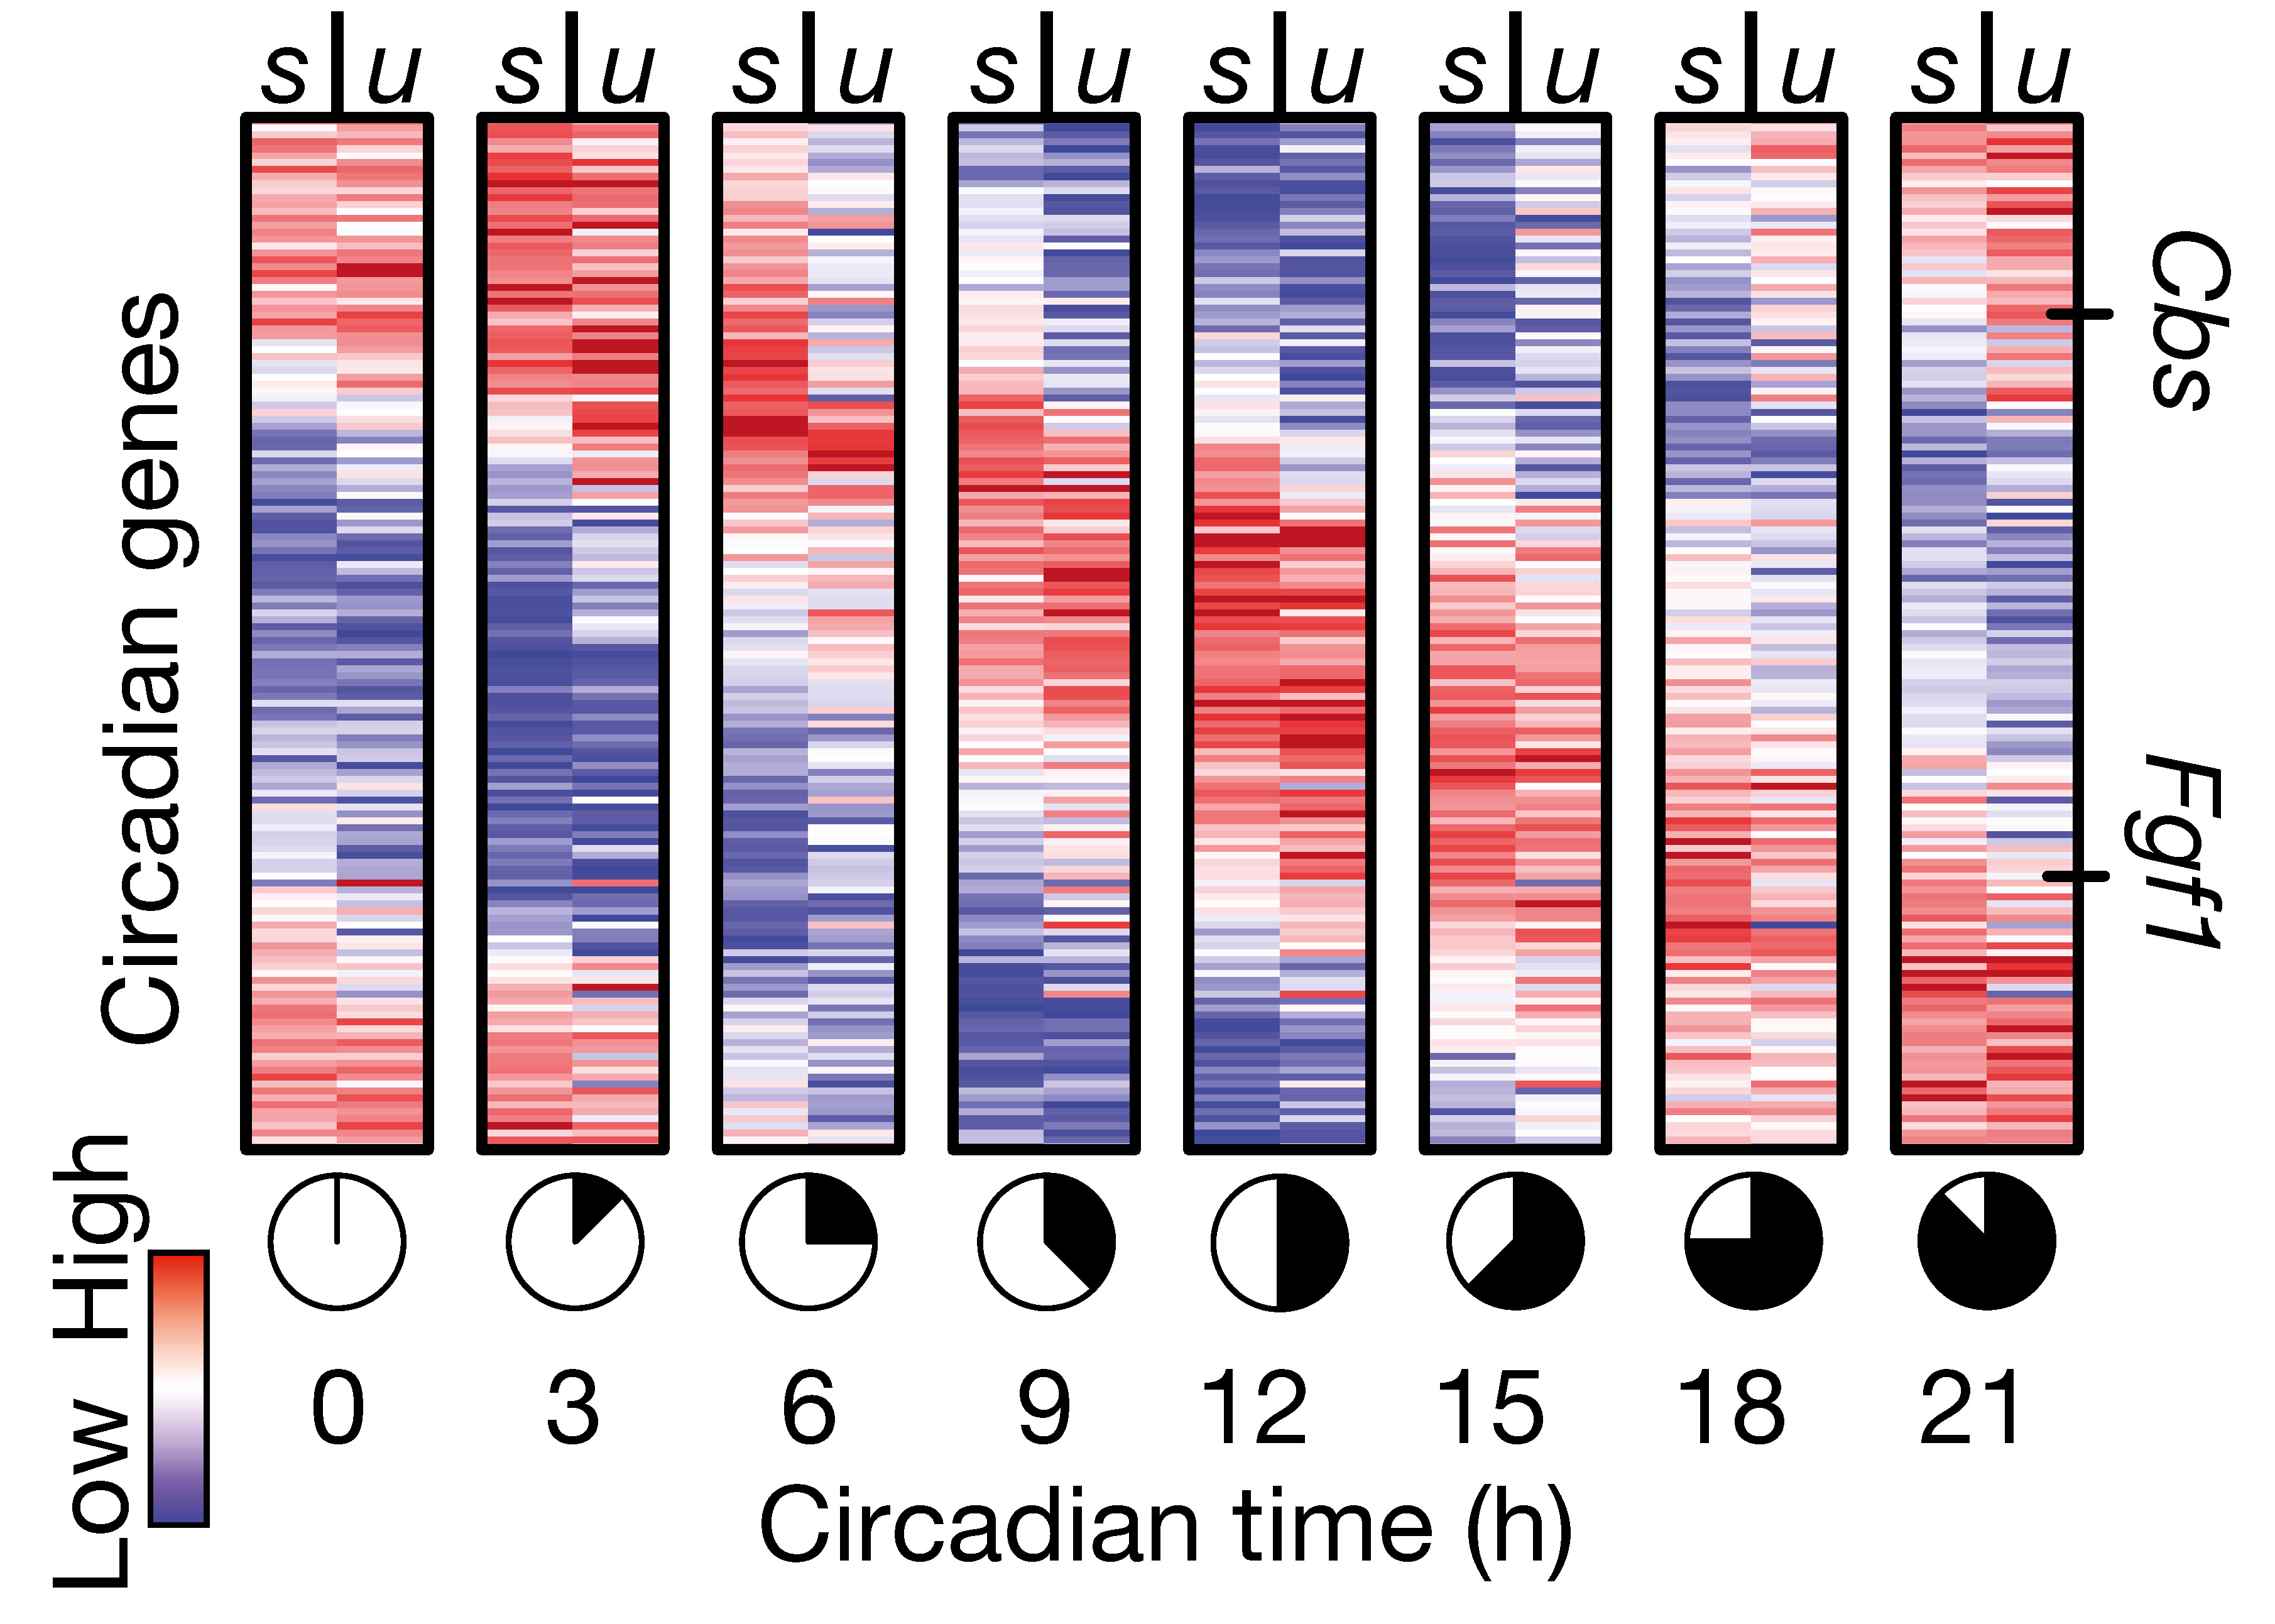 s u s u s u s u s u s u s u s u
Circadian genes
Cbs
Fgf1
Low High
0 3 6 9 12 15 18 21
Circadian time (h)